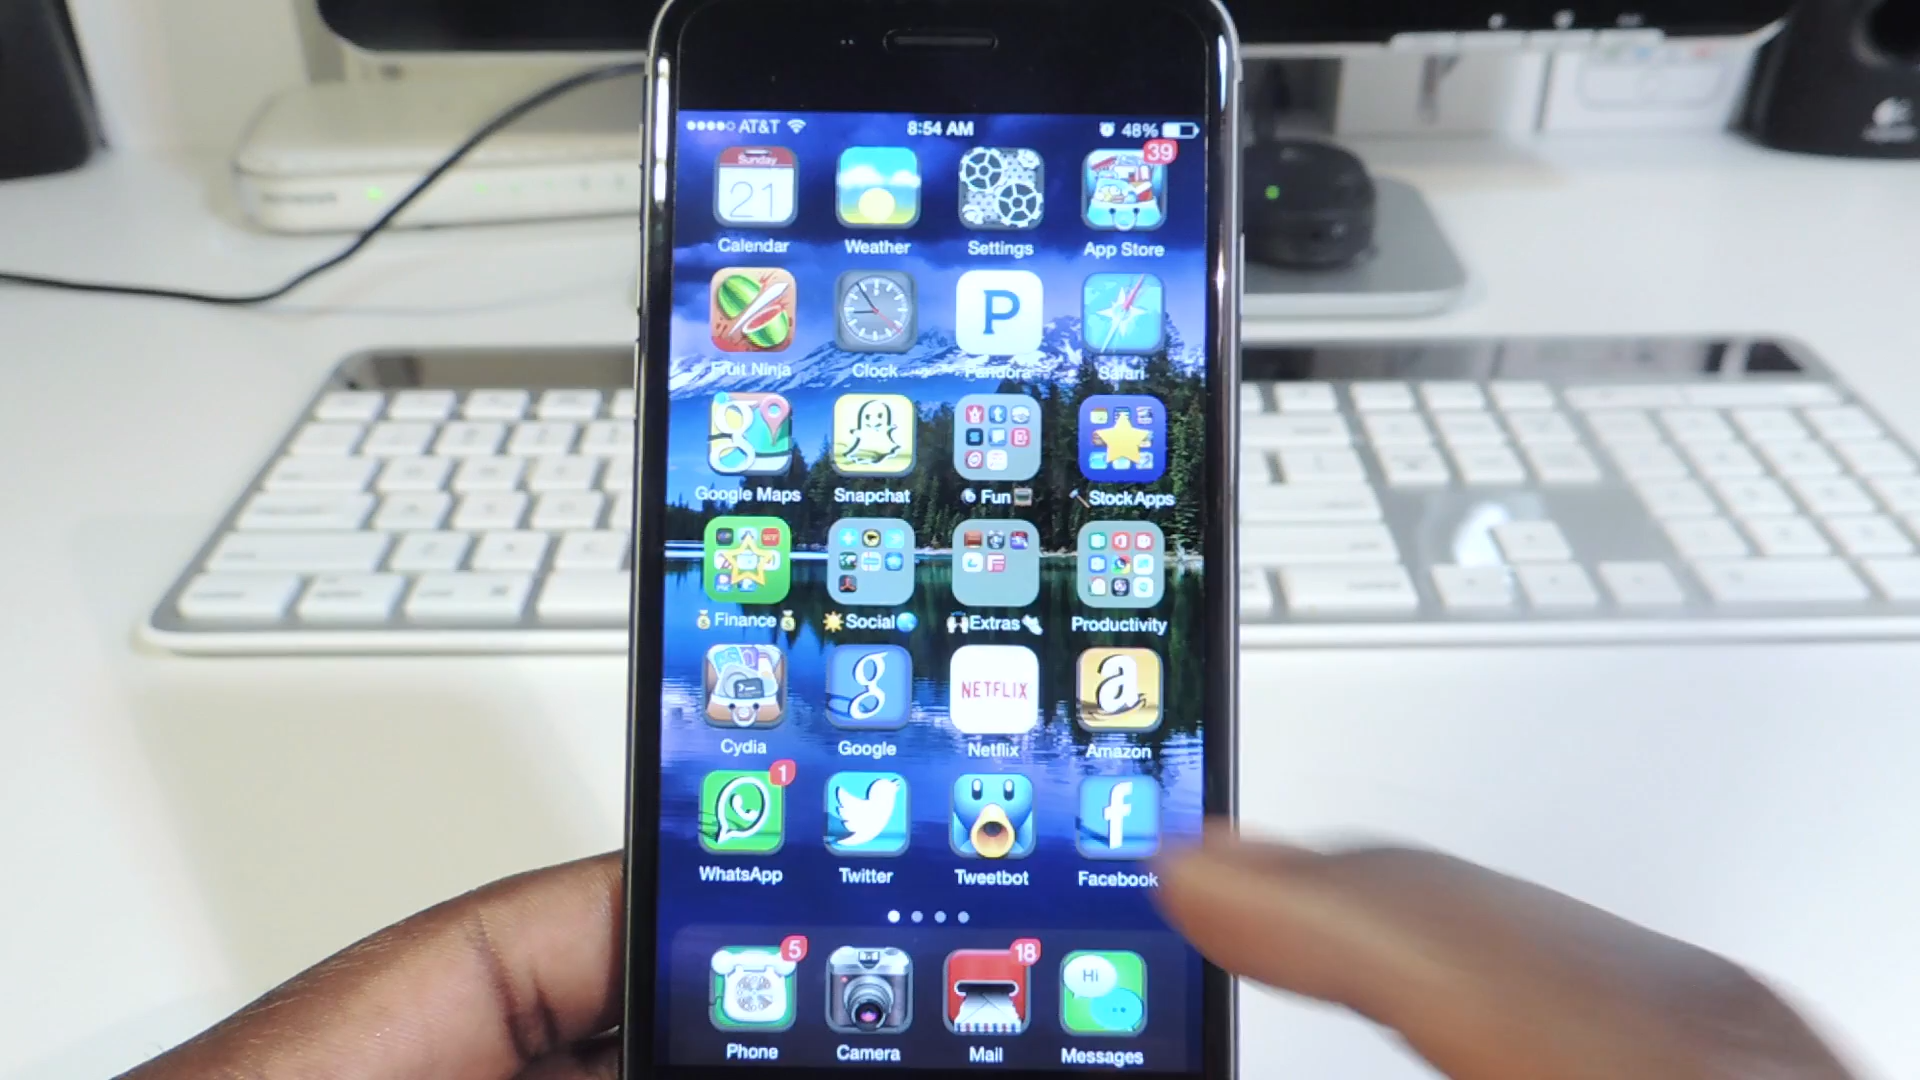 AT&T 8:54 AM 48%
Sunday 39
21
Calendar Weather Settings App Store
P
Fruit Ninja Clock Pandora Safari
g
Google Maps Snapchat Fun StockApps
Finance Social Extras Productivity
g NETFLIX a
Cydia Google Netflix Amazon
1 f
WhatsApp Twitter Tweetbot Facebook
5 18 Hi
Phone Camera Mail Messages